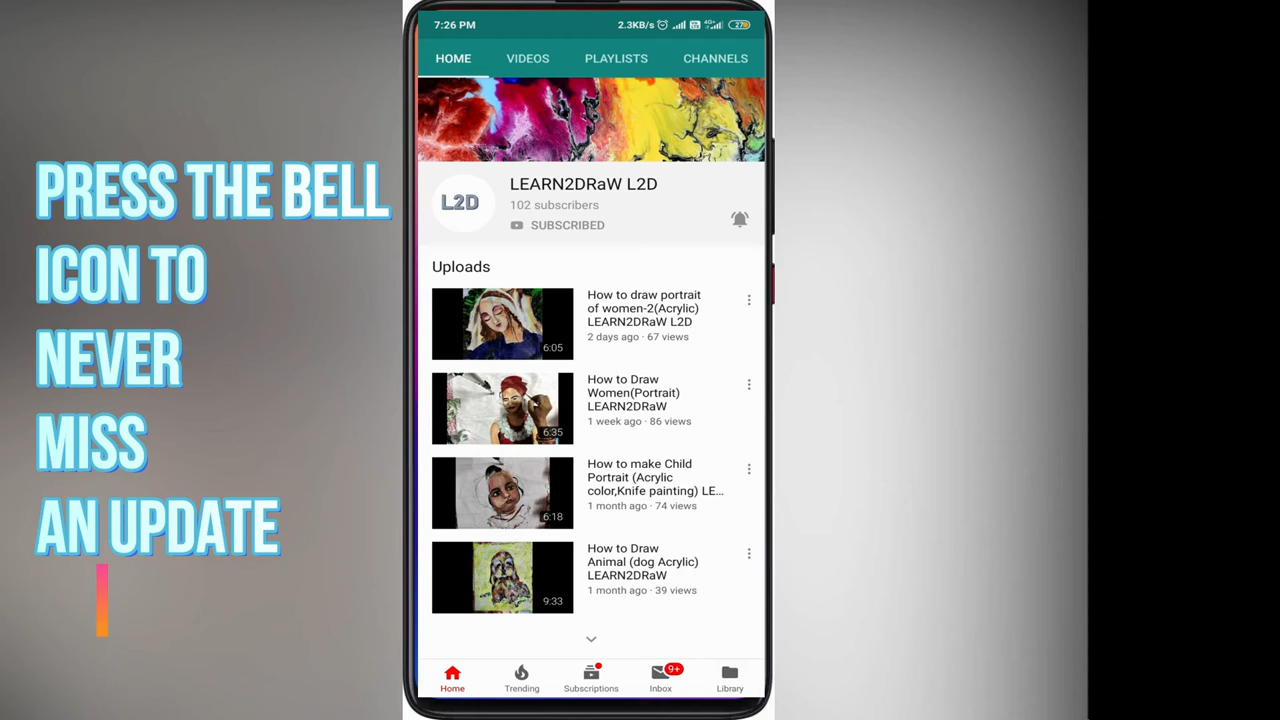 PRESS THE BELL
ICON TO
NEVER
MISS
AN UPDATE
7:26 PM
2.3KB/s
4G+
27
HOME VIDEOS PLAYLISTS CHANNELS
L2D
LEARN2DRaW L2D
102 subscribers
SUBSCRIBED
Uploads
How to draw portrait
of women-2(Acrylic)
LEARN2DRaW L2D
2 days ago · 67 views
6:05
How to Draw
Women(Portrait)
LEARN2DRaW
1 week ago · 86 views
6:35
How to make Child
Portrait (Acrylic
color,Knife painting) LE...
1 month ago · 74 views
6:18
How to Draw
Animal (dog Acrylic)
LEARN2DRaW
1 month ago · 39 views
9:33
9+
Home Trending Subscriptions Inbox Library